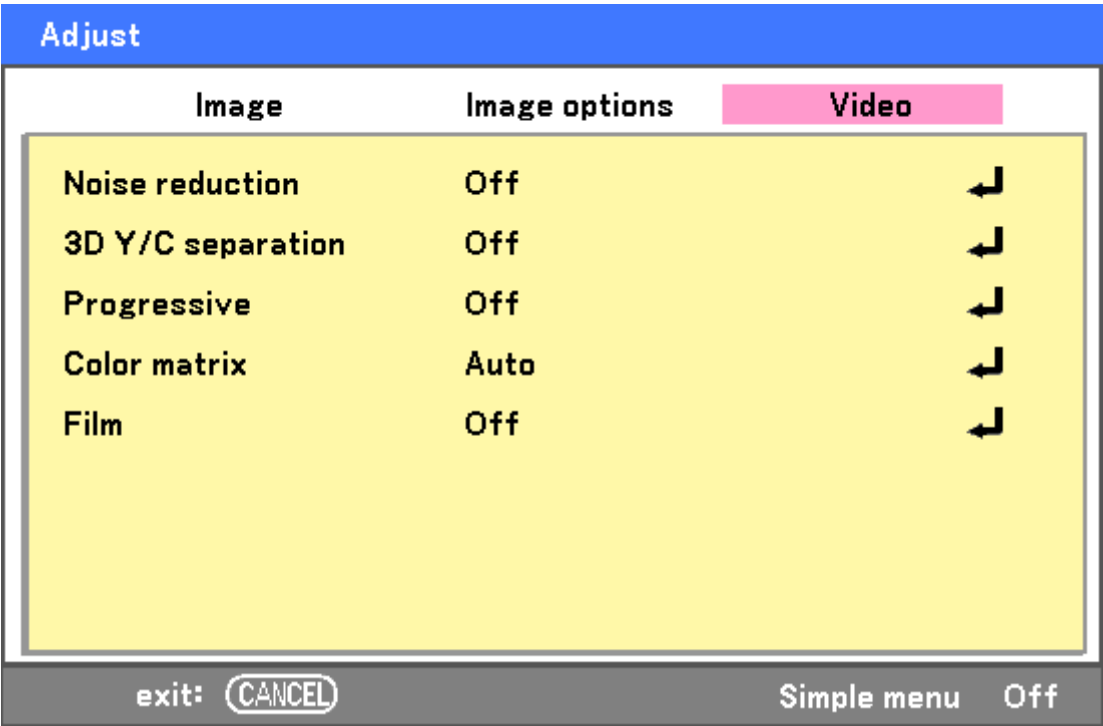 Adjust
Image Image options Video
Noise reduction Off
3D Y/C separation Off
Progressive Off
Color matrix Auto
Film Off
exit: CANCEL Simple menu Off